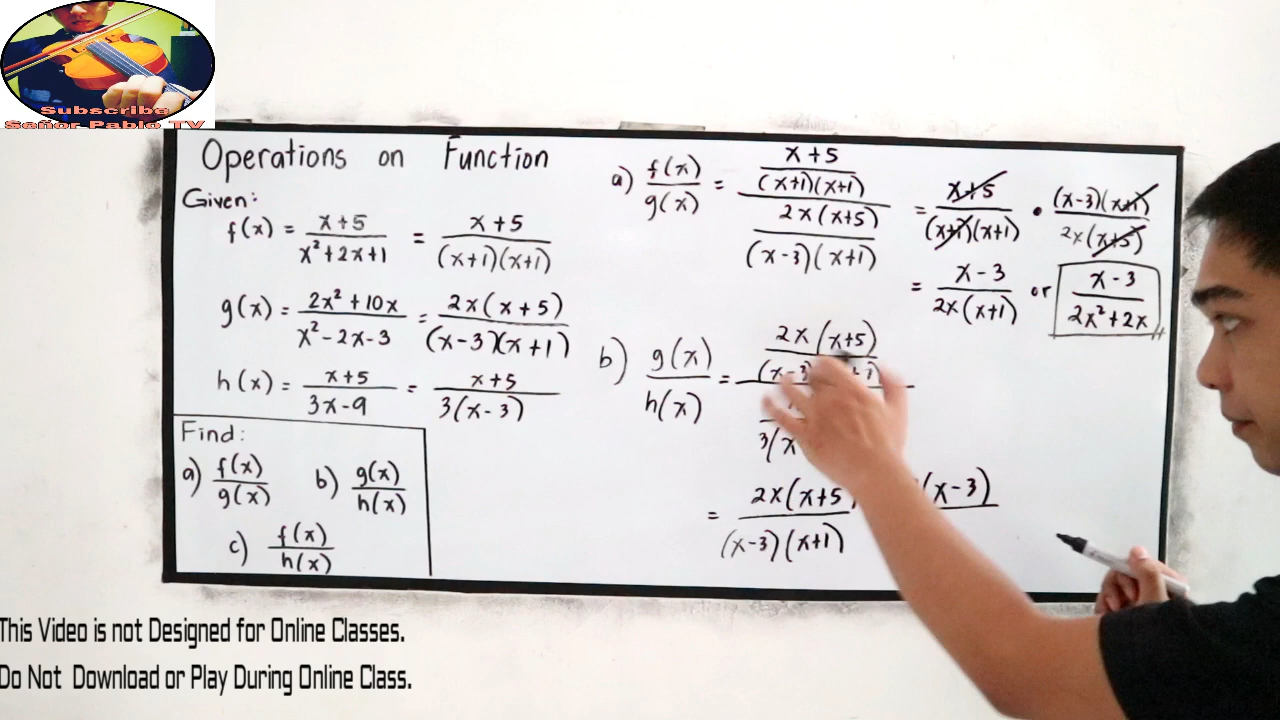 Subscribe
Señor Pablo TV
Operations on Function
Given:
f(x) = x+5 / x²+2x+1 = x+5 / (x+1)(x+1)
g(x) = 2x²+10x / x²-2x-3 = 2x(x+5) / (x-3)(x+1)
h(x) = x+5 / 3x-9 = x+5 / 3(x-3)
Find:
a) f(x) / g(x) b) g(x) / h(x)
c) f(x) / h(x)
a) f(x) / g(x) = x+5 / (x+1)(x+1) / 2x(x+5) / (x-3)(x+1) = x+5 / (x+1)(x+1) • (x-3)(x+1) / 2x(x+5)
= x-3 / 2x(x+1) or x-3 / 2x²+2x
b) g(x) / h(x) = 2x(x+5) / (x-3) / 3(x
= 2x(x+5 / (x-3)(x+1) (x-3)
This Video is not Designed for Online Classes.
Do Not Download or Play During Online Class.